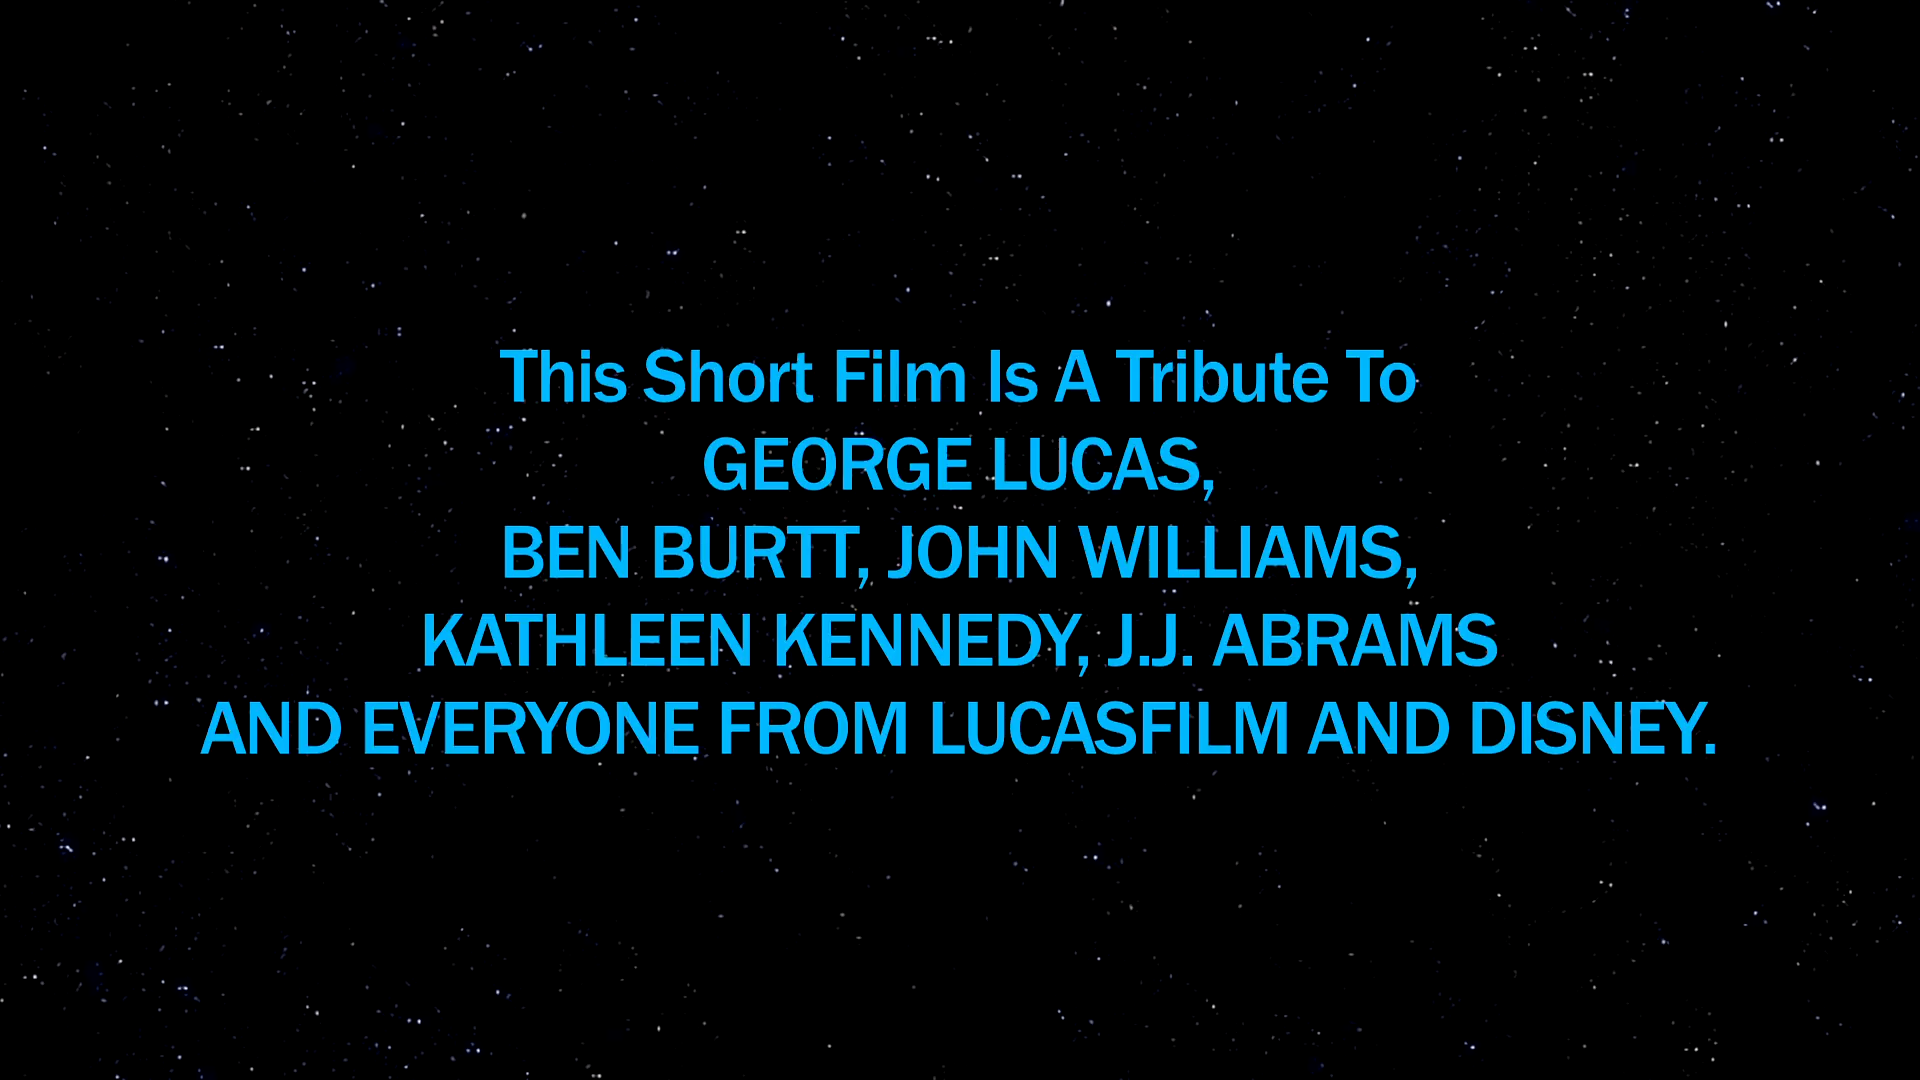 This Short Film Is A Tribute To
GEORGE LUCAS,
BEN BURTT, JOHN WILLIAMS,
KATHLEEN KENNEDY, J.J. ABRAMS
AND EVERYONE FROM LUCASFILM AND DISNEY.